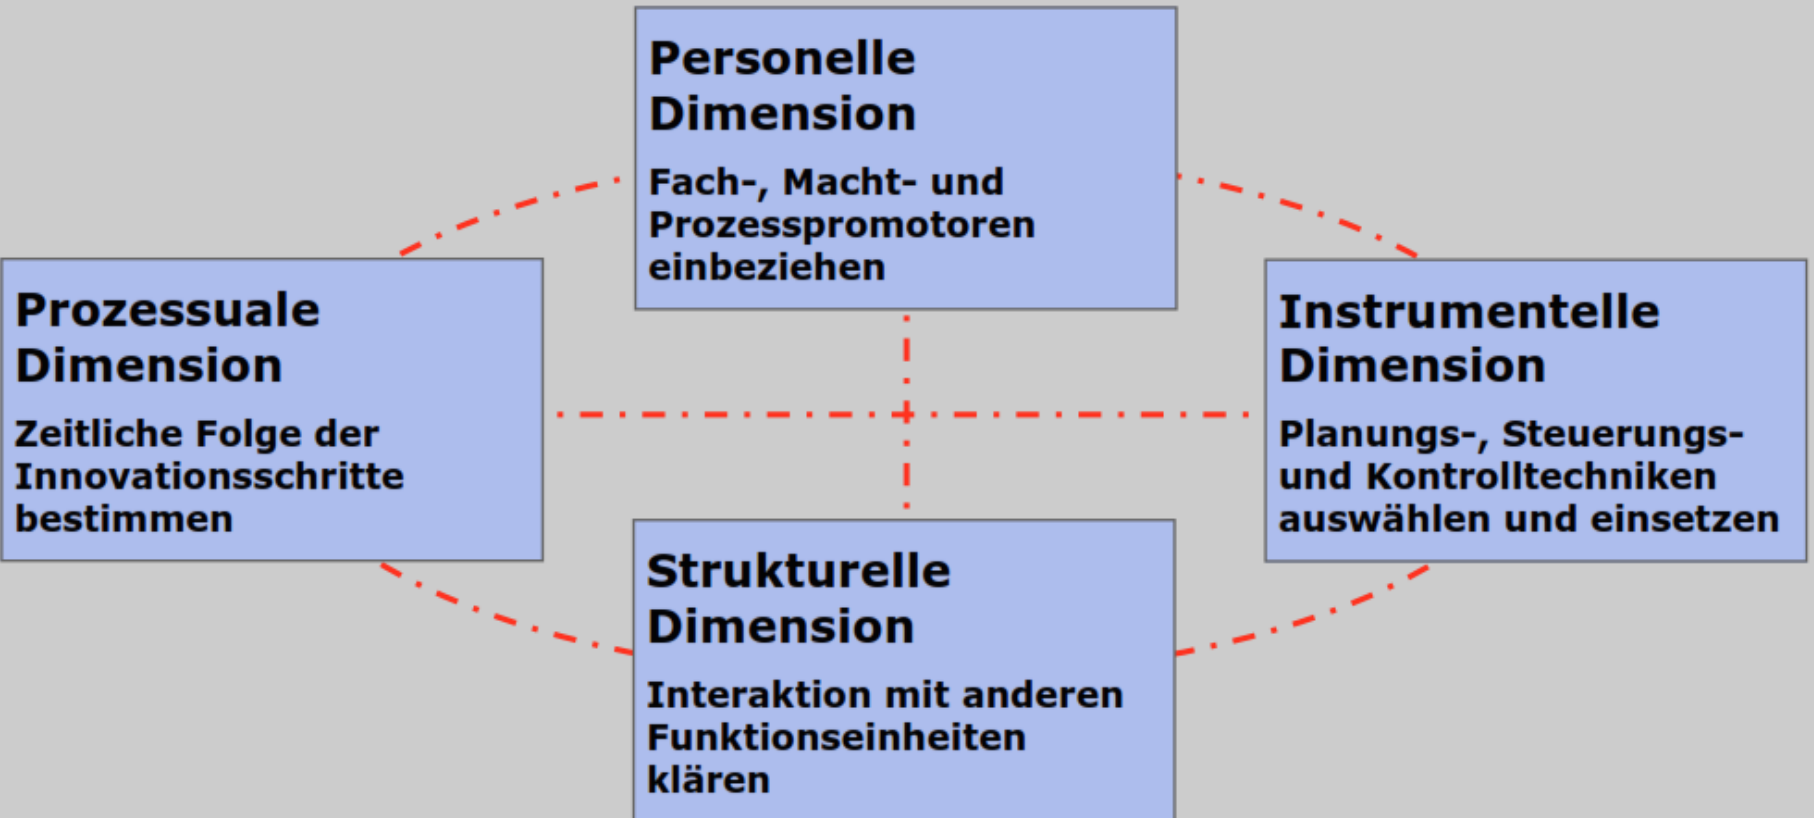 Personelle
Dimension
Fach-, Macht- und
Prozesspromotoren
einbeziehen
Prozessuale
Dimension
Zeitliche Folge der
Innovationsschritte
bestimmen
Instrumentelle
Dimension
Planungs-, Steuerungs-
und Kontrolltechniken
auswählen und einsetzen
Strukturelle
Dimension
Interaktion mit anderen
Funktionseinheiten
klären